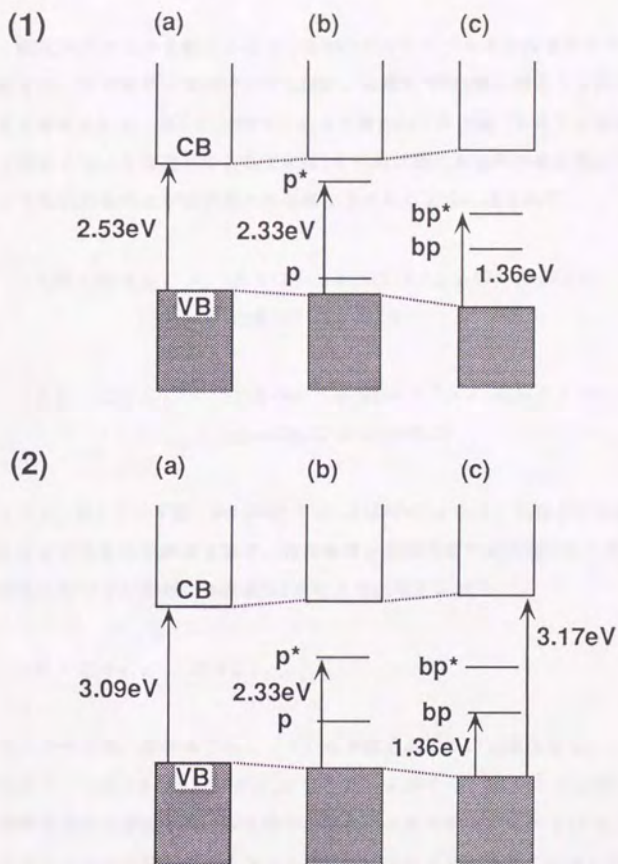 (1)
(a) (b) (c)
CB
p*
bp*
2.53eV
2.33eV
bp
1.36eV
p
VB
(2)
(a) (b) (c)
CB
3.17eV
p*
bp*
3.09eV
2.33eV
p
bp
1.36eV
VB